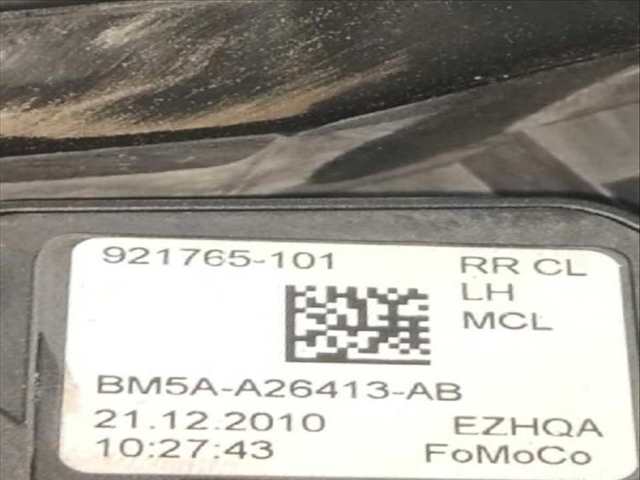 921765-101
RR CL
LH
MCL
BM5A-A26413-AB
21.12.2010
EZHQA
10:27:43
FoMoCo